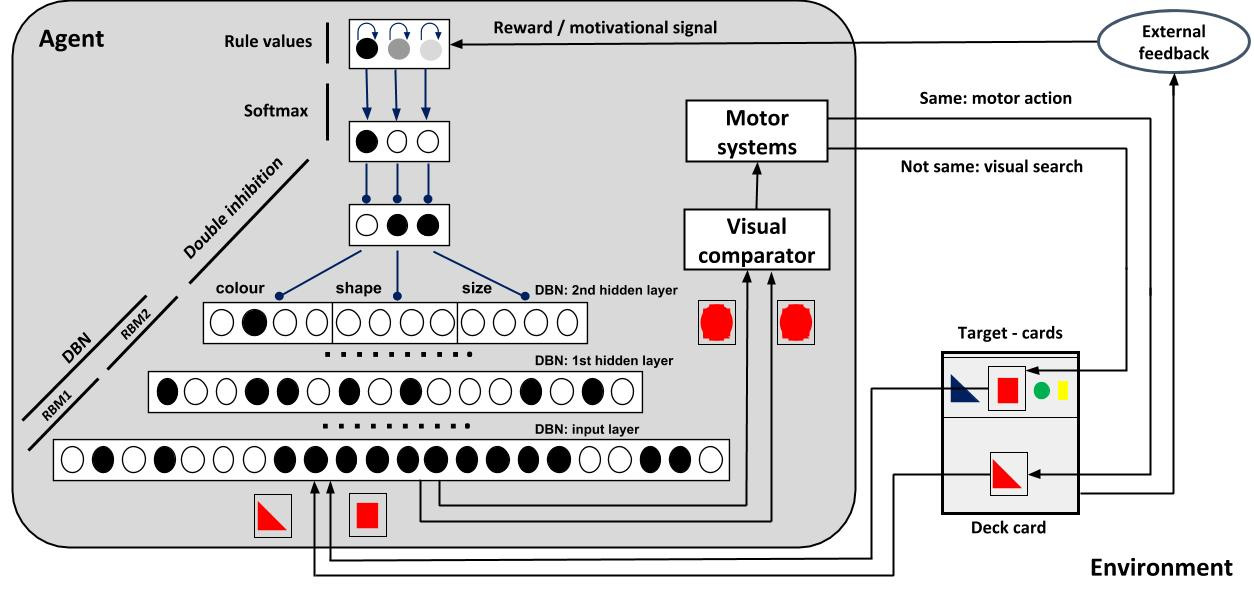 Agent
Rule values
Reward / motivational signal
External
feedback
Softmax
Same: motor action
Motor
systems
Not same: visual search
Double inhibition
Visual
comparator
colour
shape
size
DBN: 2nd hidden layer
DBN
RBM2
Target - cards
DBN: 1st hidden layer
RBM1
DBN: input layer
Deck card
Environment